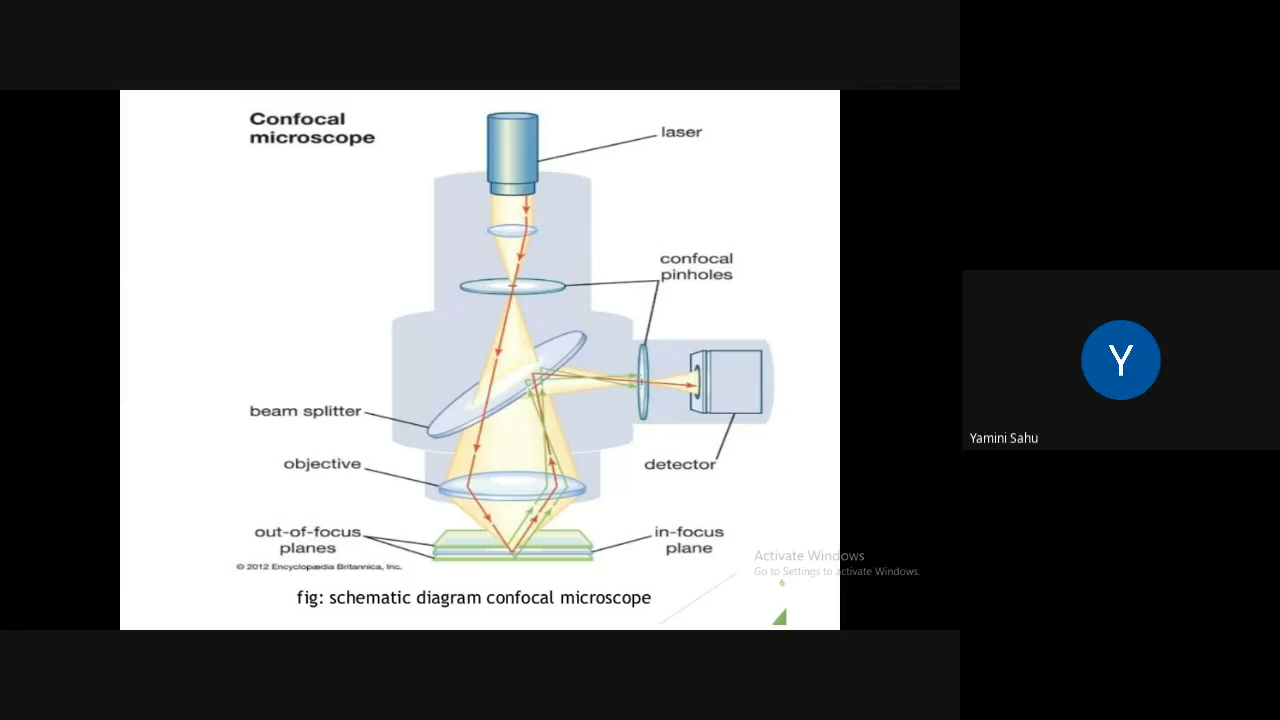 Confocal
microscope
laser
confocal
pinholes
beam splitter
objective
detector
out-of-focus
planes
in-focus
plane
© 2012 Encyclopædia Britannica, Inc.
fig: schematic diagram confocal microscope
6
Activate Windows
Go to Settings to activate Windows.
Y
Yamini Sahu